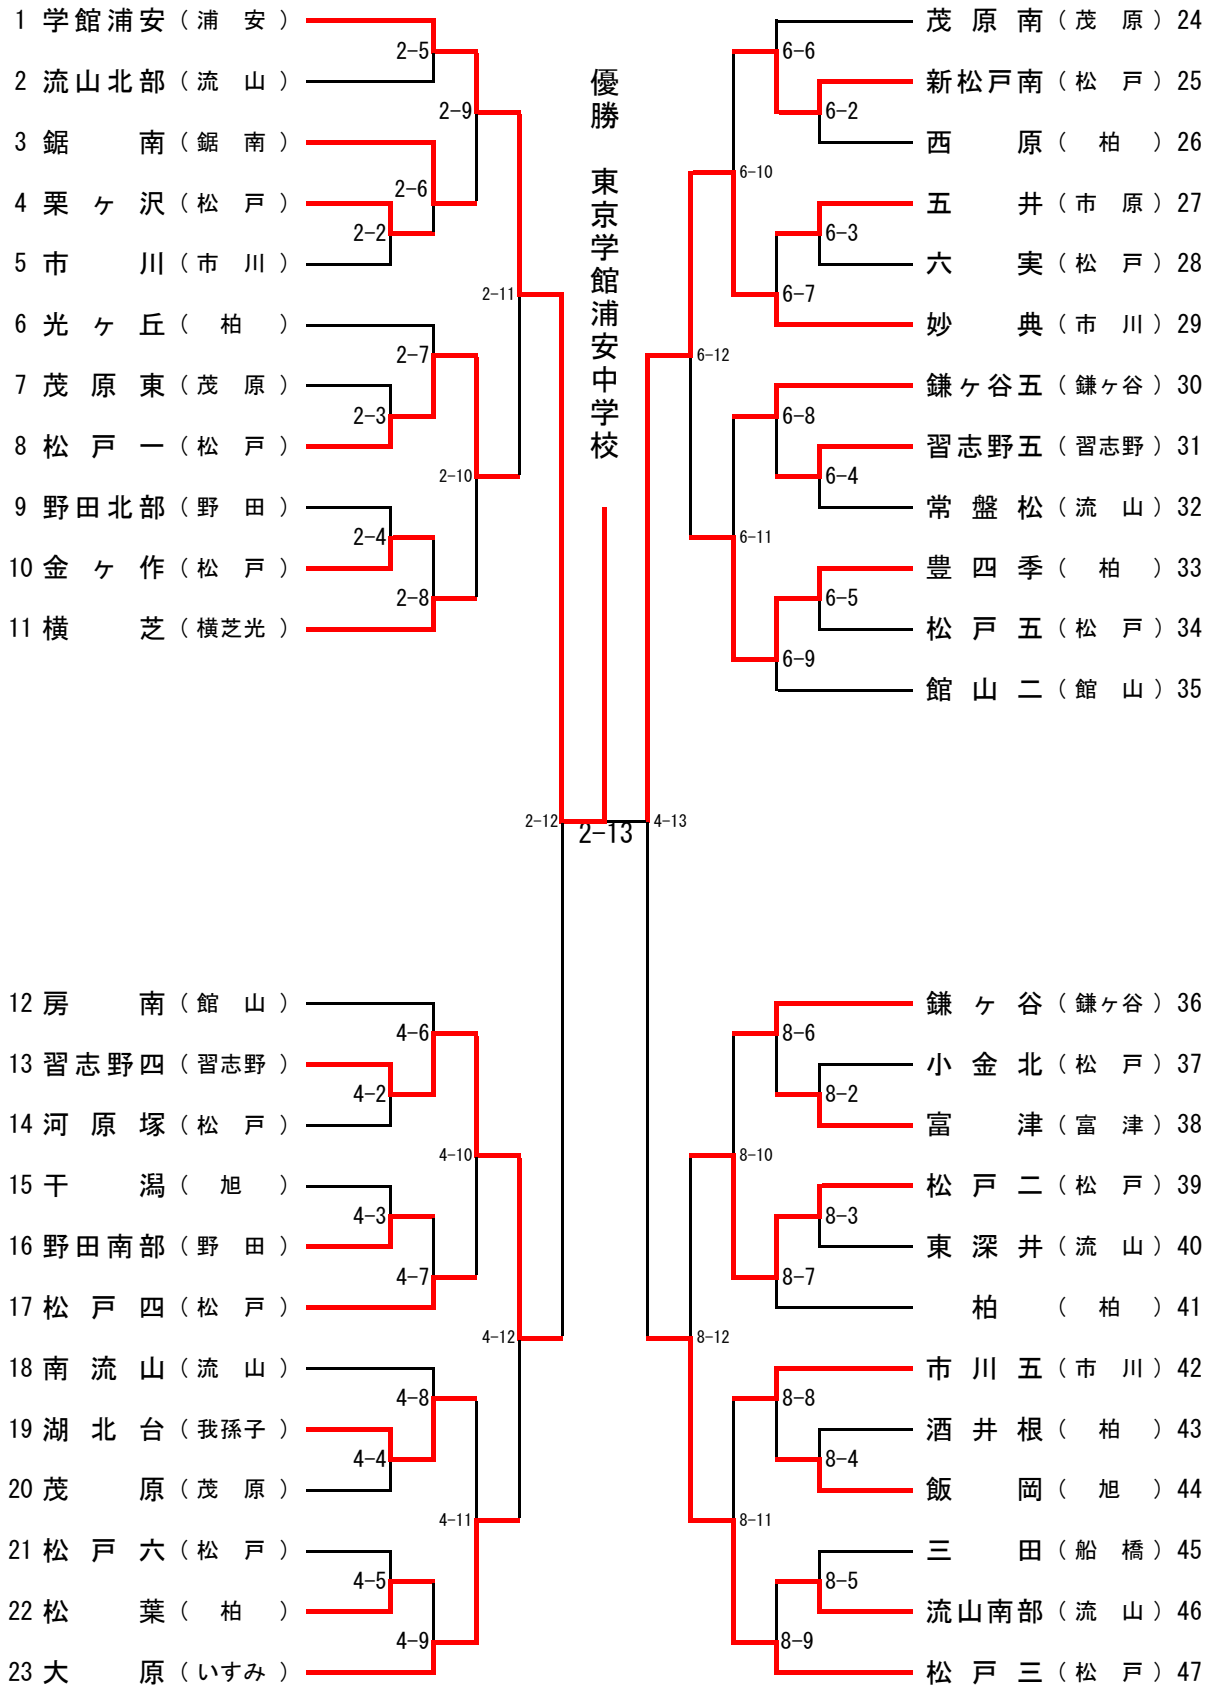 1 学館浦安（浦 安）
2 流山北部（流 山）
3 鋸 南（鋸 南）
4 栗ヶ沢（松 戸）
5 市 川（市 川）
6 光ヶ丘（ 柏 ）
7 茂原東（茂 原）
8 松戸一（松 戸）
9 野田北部（野 田）
10 金ヶ作（松 戸）
11 横 芝（横芝光）
2-5
2-9
2-6
2-2
2-11
2-7
2-3
2-10
2-4
2-8
優勝 東京学館浦安中学校
茂原南（茂 原）24
新松戸南（松 戸）25
西 原（ 柏 ）26
五 井（市 原）27
六 実（松 戸）28
妙 典（市 川）29
鎌ヶ谷五（鎌ヶ谷）30
習志野五（習志野）31
常盤松（流 山）32
豊四季（ 柏 ）33
松戸五（松 戸）34
館山二（館 山）35
6-6
6-2
6-10
6-3
6-7
6-12
6-8
6-4
6-11
6-5
6-9
2-12
2-13
4-13
12 房 南（館 山）
13 習志野四（習志野）
14 河原塚（松 戸）
15 干 潟（ 旭 ）
16 野田南部（野 田）
17 松戸四（松 戸）
18 南流山（流 山）
19 湖北台（我孫子）
20 茂 原（茂 原）
21 松戸六（松 戸）
22 松 葉（ 柏 ）
23 大 原（いすみ）
4-6
4-2
4-10
4-3
4-7
4-12
4-8
4-4
4-11
4-5
4-9
鎌ヶ谷（鎌ヶ谷）36
小金北（松 戸）37
富 津（富 津）38
松戸二（松 戸）39
東深井（流 山）40
柏（ 柏 ）41
市川五（市 川）42
酒井根（ 柏 ）43
飯 岡（ 旭 ）44
三 田（船 橋）45
流山南部（流 山）46
松戸三（松 戸）47
8-6
8-2
8-10
8-3
8-7
8-12
8-8
8-4
8-11
8-5
8-9